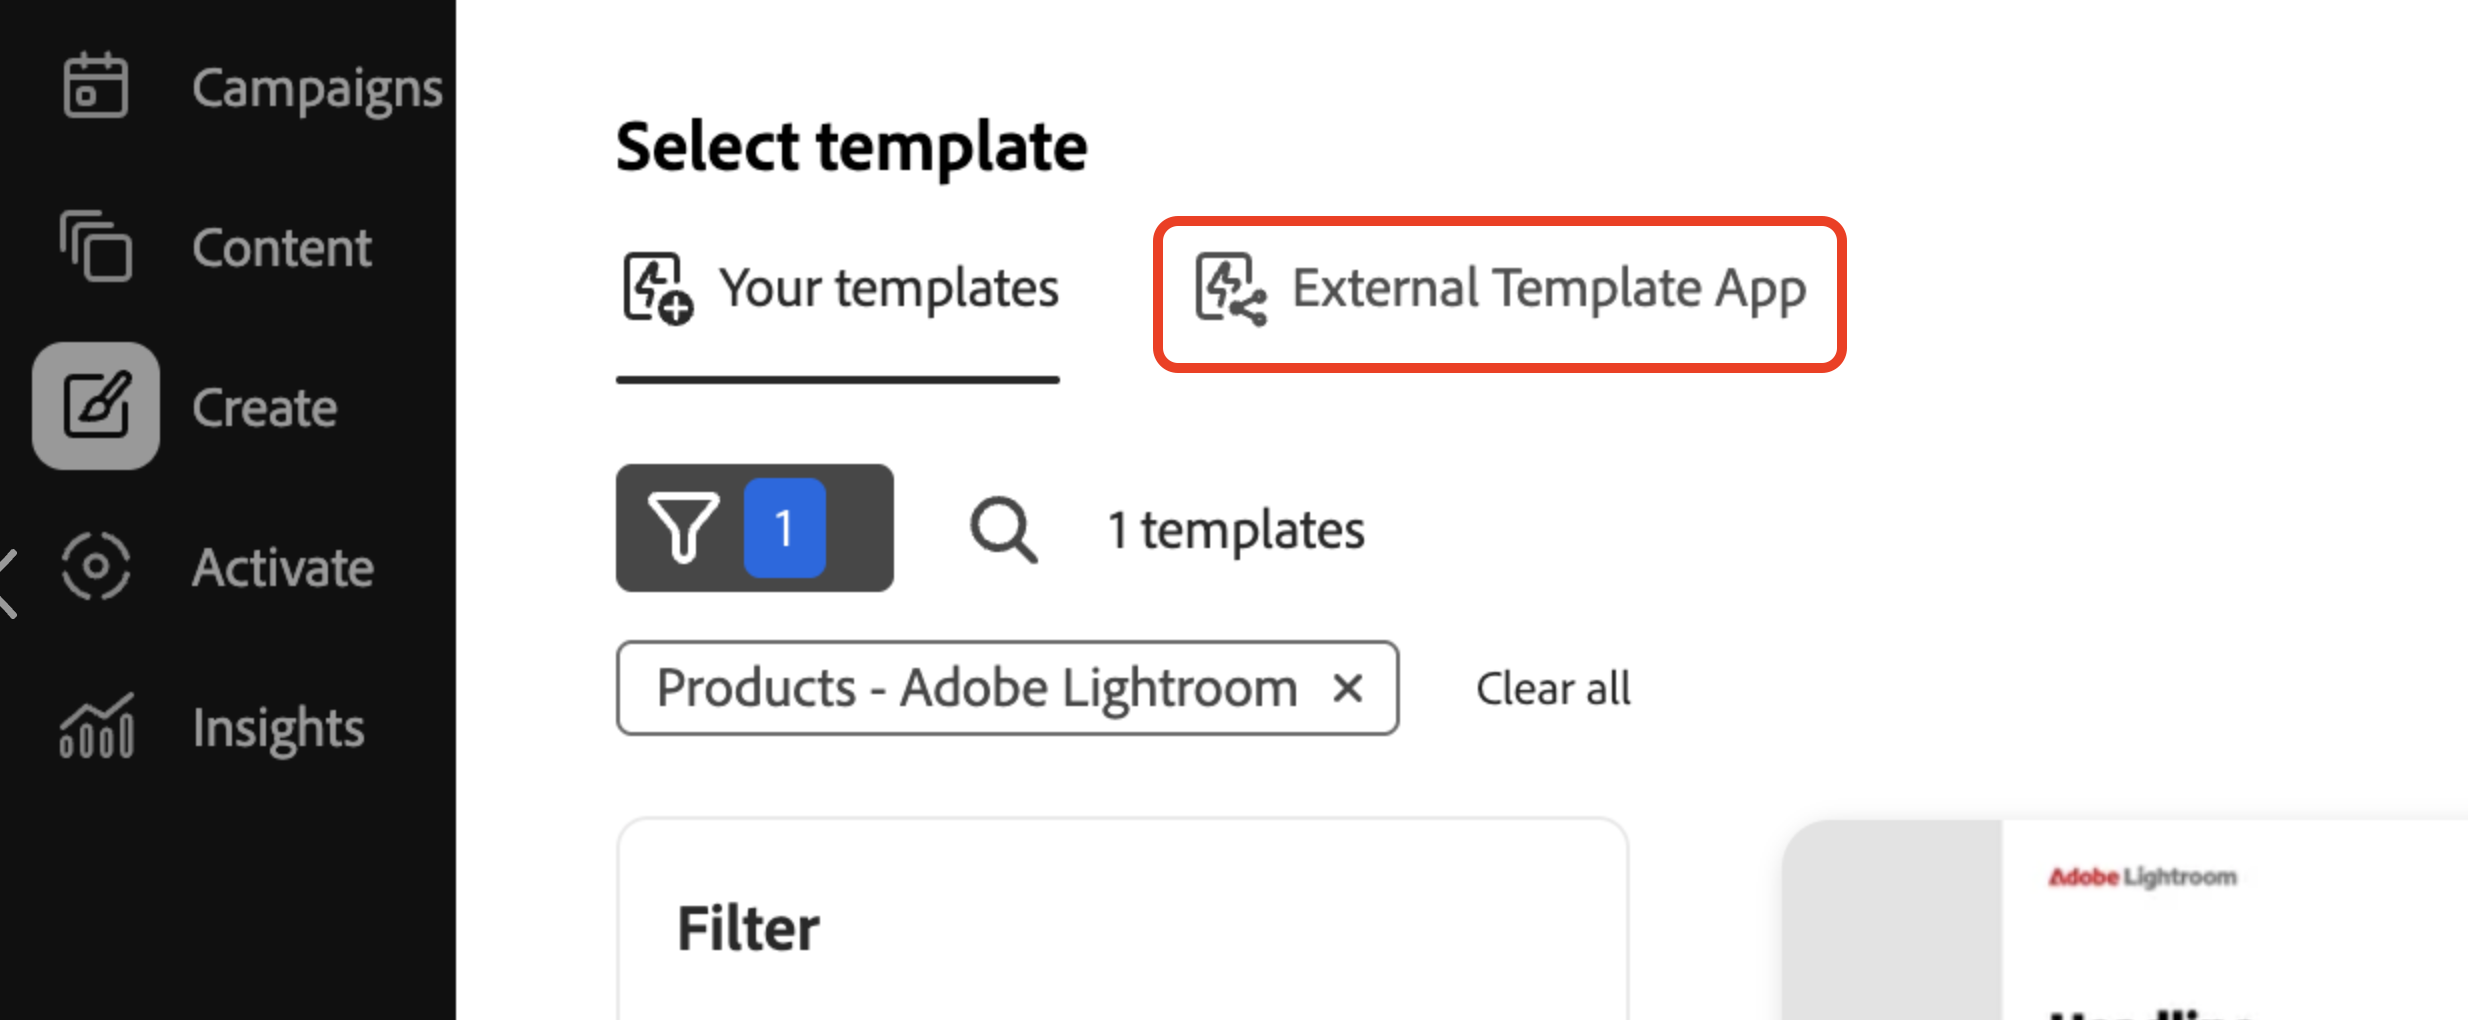 Campaigns
Content
Create
Activate
Insights
Select template
Your templates
External Template App
1
1 templates
Products - Adobe Lightroom
Clear all
Filter
Adobe Lightroom